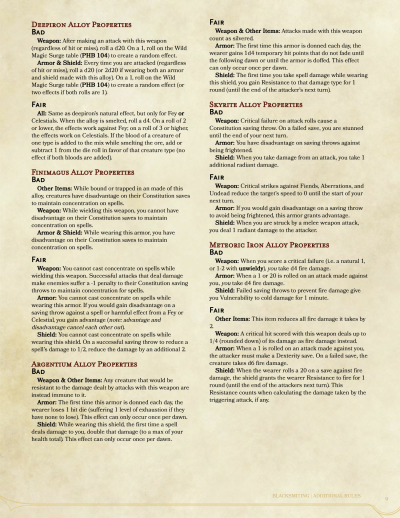 DEEPIRON ALLOY PROPERTIES
BAD
Weapon: After making an attack with this weapon
(regardless of hit or miss), roll d20. On a 1, roll on the Wild
Magic Surge table (PHB 104) to create a random effect.
Armor & Shield: Every time you are attacked (regardless
of hit or miss), roll a d20 (or 2d20 if wearing both armor
and shield made with this alloy). On a 1, roll on the Wild
Magic Surge table (PHB 104) to create a random effect (or
two effects if both rolls are 1).
FAIR
All: Same as deepiron's natural effect, but only for Fey or
Celestials. When the alloy is smelted, roll a d4. On a roll of 2
or lower, the effects work against Fey; on a roll of 3 or higher,
the effects work on Celestials. If the blood of a creature of
one type is added to the mix while smelting the ore, add or
subtract 1 from the die roll in favor of that creature type (no
effect if both bloods are added).
FINIMAGUS ALLOY PROPERTIES
BAD
Other Items: While bound or trapped in an made of this
alloy, creatures have disadvantage on their Constitution saves
to maintain concentration on spells.
Weapon: While wielding this weapon, you cannot have
disadvantage on their Constitution saves to maintain
concentration on spells.
Armor & Shield: While wearing this armor, you have
disadvantage on their Constitution saves to maintain
concentration on spells.
FAIR
Weapon: You cannot cast concentrate on spells while
wielding this weapon. Successful attacks that deal damage
make enemies suffer a -1 penalty to their Constitution saving
throws to maintain concentration for spells.
Armor: You cannot cast concentrate on spells while
wearing this armor. If you would gain disadvantage on a
saving throw against a spell or harmful effect from a Fey or
Celestial, you gain advantage (note: advantage and
disadvantage cancel each other out).
Shield: You cannot cast concentrate on spells while
wearing this shield. On a successful saving throw to reduce a
spell's damage to 1/2, reduce the damage by an additional 2.
ARGENTIUM ALLOY PROPERTIES
BAD
Weapon & Other Items: Any creature that would be
resistant to the damage dealt by attacks with this weapon are
instead immune to it.
Armor: The first time this armor is donned each day, the
wearer loses 1 hit die (suffering 1 level of exhaustion if they
have none to lose). This effect can only occur once per dawn.
Shield: While wearing this shield, the first time a spell
deals damage to you, double that damage (to a max of your
health total). This effect can only occur once per dawn.
FAIR
Weapon & Other Items: Attacks made with this weapon
count as silvered.
Armor: The first time this armor is donned each day, the
wearer gains 1d4 temporary hit points that do not fade until
the following dawn or until the armor is doffed. This effect
can only occur once per dawn.
Shield: The first time you take spell damage while wearing
this shield, you gain Resistance to that damage type for 1
round (until the end of the attacker's next turn).
SKYRITE ALLOY PROPERTIES
BAD
Weapon: Critical failure on attack rolls cause a
Constitution saving throw. On a failed save, you are stunned
until the end of your next turn.
Armor: You have disadvantage on saving throws against
being frightened.
Shield: When you take damage from an attack, you take 1
additional radiant damage.
FAIR
Weapon: Critical strikes against Fiends, Aberrations, and
Undead reduce the target's speed to 0 until the start of your
next turn.
Armor: If you would gain disadvantage on a saving throw
to avoid being frightened, this armor grants advantage.
Shield: When you are struck by a melee weapon attack,
you deal 1 radiant damage to the attacker.
METEORIC IRON ALLOY PROPERTIES
BAD
Weapon: When you score a critical failure (i.e. a natural 1,
or 1-2 with unwieldy), you take d4 fire damage.
Armor: When a 1 or 20 is rolled on an attack made against
you, you take d4 fire damage.
Shield: Failed saving throws to prevent fire damage give
you Vulnerability to cold damage for 1 minute.
FAIR
Other Items: This item reduces all fire damage it takes by
2.
Weapon: A critical hit scored with this weapon deals up to
1/4 (rounded down) of its damage as fire damage instead.
Armor: When a 1 is rolled on an attack made against you,
the attacker must make a Dexterity save. On a failed save, the
creature takes d6 fire damage.
Shield: When the wearer rolls a 20 on a save against fire
damage, the shield grants the wearer Resistance to fire for 1
round (until the end of the attackers next turn). This
Resistance counts when calculating the damage taken by the
triggering attack, if any.
BLACKSMITHING | ADDITIONAL RULES